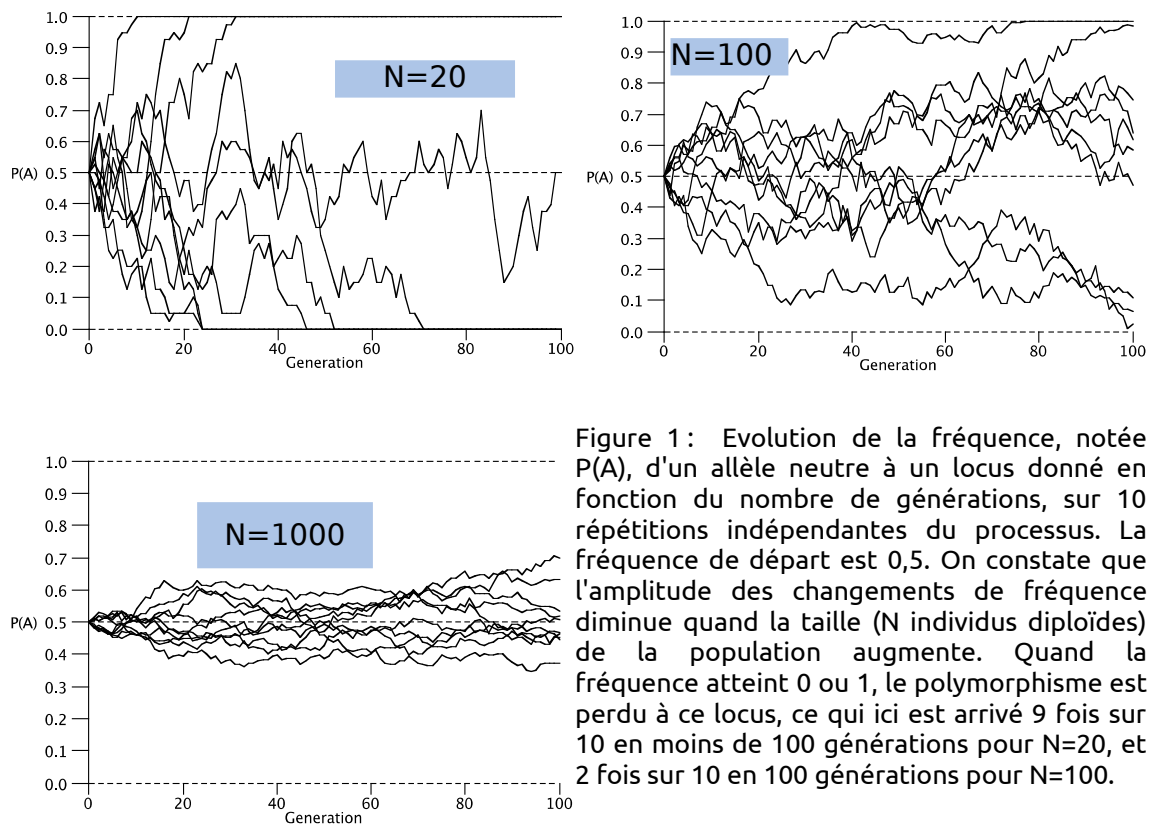 1.0
0.9
0.8
0.7
0.6
P(A) 0.5
0.4
0.3
0.2
0.1
0.0
0 20 40 60 80 100
Generation
N=20
1.0
0.9
0.8
0.7
0.6
P(A) 0.5
0.4
0.3
0.2
0.1
0.0
0 20 40 60 80 100
Generation
N=100
1.0
0.9
0.8
0.7
0.6
P(A) 0.5
0.4
0.3
0.2
0.1
0.0
0 20 40 60 80 100
Generation
N=1000
Figure 1 : Evolution de la fréquence, notée
P(A), d'un allèle neutre à un locus donné en
fonction du nombre de générations, sur 10
répétitions indépendantes du processus. La
fréquence de départ est 0,5. On constate que
l'amplitude des changements de fréquence
diminue quand la taille (N individus diploïdes)
de la population augmente. Quand la
fréquence atteint 0 ou 1, le polymorphisme est
perdu à ce locus, ce qui ici est arrivé 9 fois sur
10 en moins de 100 générations pour N=20, et
2 fois sur 10 en 100 générations pour N=100.